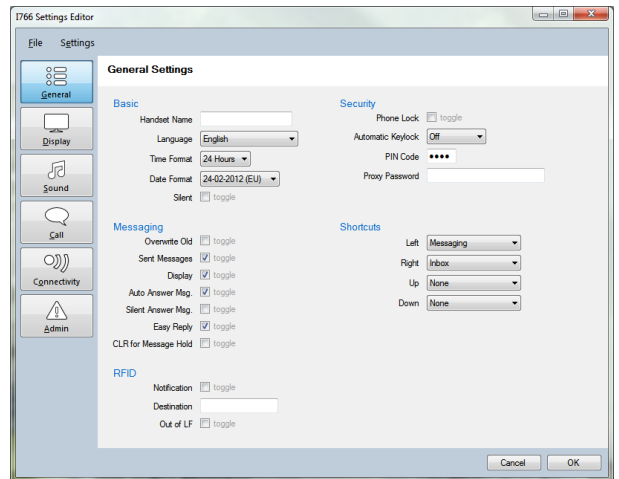 I766 Settings Editor
File Settings
General
Display
Sound
Call
Connectivity
Admin
General Settings
Basic
Handset Name
Language English
Time Format 24 Hours
Date Format 24-02-2012 (EU)
Silent toggle
Messaging
Overwrite Old toggle
Sent Messages toggle
Display toggle
Auto Answer Msg. toggle
Silent Answer Msg. toggle
Easy Reply toggle
CLR for Message Hold toggle
RFID
Notification toggle
Destination
Out of LF toggle
Security
Phone Lock toggle
Automatic Keylock Off
PIN Code ••••
Proxy Password
Shortcuts
Left Messaging
Right Inbox
Up None
Down None
Cancel OK